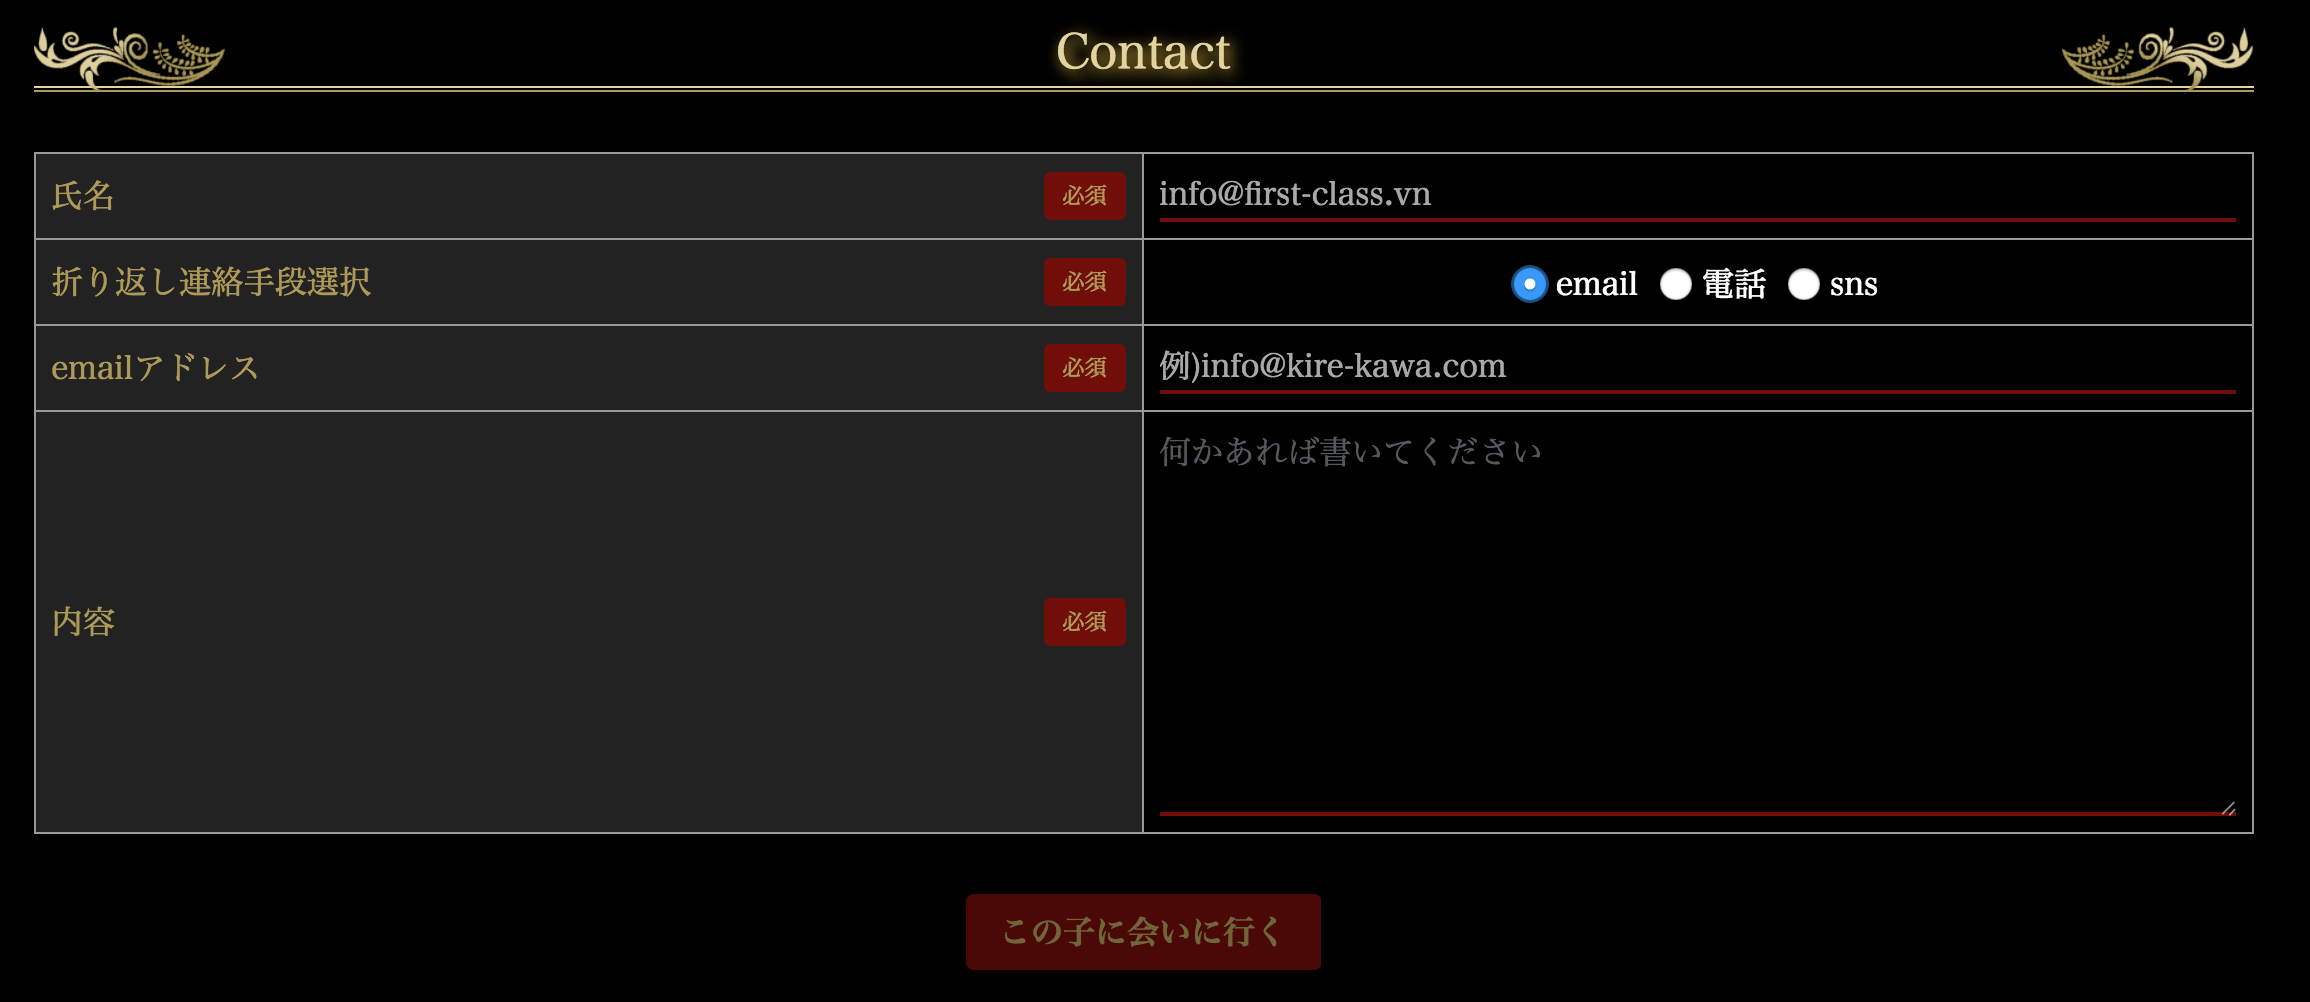 Contact
氏名 必須 info@first-class.vn
折り返し連絡手段選択 必須 email 電話 sns
emailアドレス 必須 例)info@kire-kawa.com
内容 必須 何かあれば書いてください
この子に会いに行く